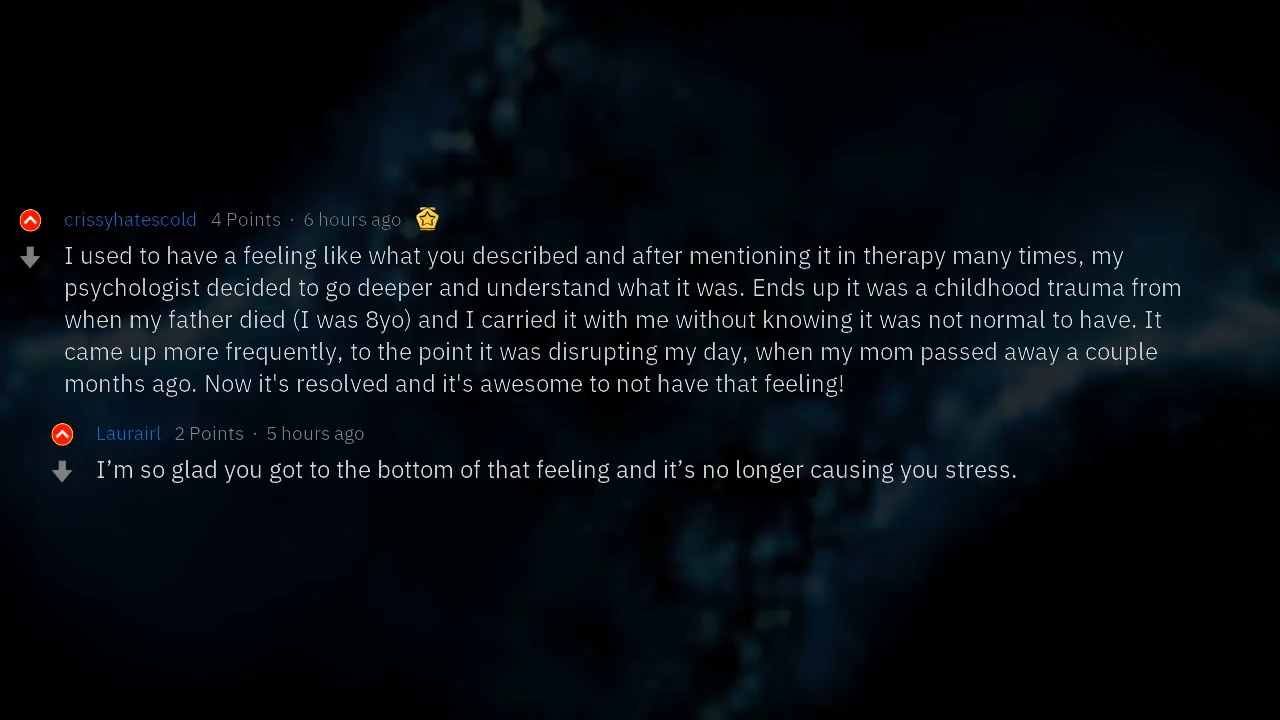 crissyhatescold 4 Points · 6 hours ago
I used to have a feeling like what you described and after mentioning it in therapy many times, my
psychologist decided to go deeper and understand what it was. Ends up it was a childhood trauma from
when my father died (I was 8yo) and I carried it with me without knowing it was not normal to have. It
came up more frequently, to the point it was disrupting my day, when my mom passed away a couple
months ago. Now it's resolved and it's awesome to not have that feeling!
Laurairl 2 Points · 5 hours ago
I’m so glad you got to the bottom of that feeling and it’s no longer causing you stress.